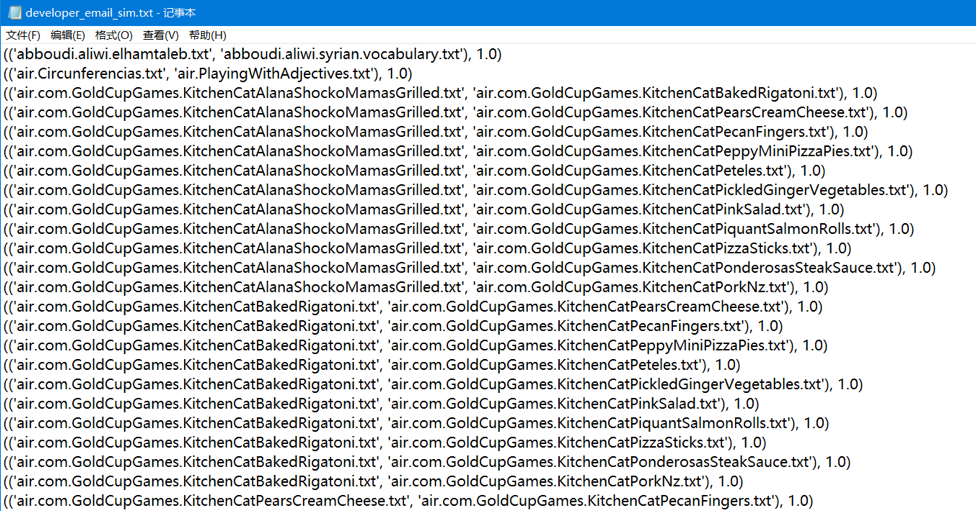 developer_email_sim.txt - 记事本
文件(F) 编辑(E) 格式(O) 查看(V) 帮助(H)
(('abboudi.aliwi.elhamtaleb.txt', 'abboudi.aliwi.syrian.vocabulary.txt'), 1.0)
(('air.Circunferencias.txt', 'air.PlayingWithAdjectives.txt'), 1.0)
(('air.com.GoldCupGames.KitchenCatAlanaShockoMamasGrilled.txt', 'air.com.GoldCupGames.KitchenCatBakedRigatoni.txt'), 1.0)
(('air.com.GoldCupGames.KitchenCatAlanaShockoMamasGrilled.txt', 'air.com.GoldCupGames.KitchenCatPearsCreamCheese.txt'), 1.0)
(('air.com.GoldCupGames.KitchenCatAlanaShockoMamasGrilled.txt', 'air.com.GoldCupGames.KitchenCatPecanFingers.txt'), 1.0)
(('air.com.GoldCupGames.KitchenCatAlanaShockoMamasGrilled.txt', 'air.com.GoldCupGames.KitchenCatPeppyMiniPizzaPies.txt'), 1.0)
(('air.com.GoldCupGames.KitchenCatAlanaShockoMamasGrilled.txt', 'air.com.GoldCupGames.KitchenCatPeteles.txt'), 1.0)
(('air.com.GoldCupGames.KitchenCatAlanaShockoMamasGrilled.txt', 'air.com.GoldCupGames.KitchenCatPickledGingerVegetables.txt'), 1.0)
(('air.com.GoldCupGames.KitchenCatAlanaShockoMamasGrilled.txt', 'air.com.GoldCupGames.KitchenCatPinkSalad.txt'), 1.0)
(('air.com.GoldCupGames.KitchenCatAlanaShockoMamasGrilled.txt', 'air.com.GoldCupGames.KitchenCatPiquantSalmonRolls.txt'), 1.0)
(('air.com.GoldCupGames.KitchenCatAlanaShockoMamasGrilled.txt', 'air.com.GoldCupGames.KitchenCatPizzaSticks.txt'), 1.0)
(('air.com.GoldCupGames.KitchenCatAlanaShockoMamasGrilled.txt', 'air.com.GoldCupGames.KitchenCatPonderosasSteakSauce.txt'), 1.0)
(('air.com.GoldCupGames.KitchenCatAlanaShockoMamasGrilled.txt', 'air.com.GoldCupGames.KitchenCatPorkNz.txt'), 1.0)
(('air.com.GoldCupGames.KitchenCatBakedRigatoni.txt', 'air.com.GoldCupGames.KitchenCatPearsCreamCheese.txt'), 1.0)
(('air.com.GoldCupGames.KitchenCatBakedRigatoni.txt', 'air.com.GoldCupGames.KitchenCatPecanFingers.txt'), 1.0)
(('air.com.GoldCupGames.KitchenCatBakedRigatoni.txt', 'air.com.GoldCupGames.KitchenCatPeppyMiniPizzaPies.txt'), 1.0)
(('air.com.GoldCupGames.KitchenCatBakedRigatoni.txt', 'air.com.GoldCupGames.KitchenCatPeteles.txt'), 1.0)
(('air.com.GoldCupGames.KitchenCatBakedRigatoni.txt', 'air.com.GoldCupGames.KitchenCatPickledGingerVegetables.txt'), 1.0)
(('air.com.GoldCupGames.KitchenCatBakedRigatoni.txt', 'air.com.GoldCupGames.KitchenCatPinkSalad.txt'), 1.0)
(('air.com.GoldCupGames.KitchenCatBakedRigatoni.txt', 'air.com.GoldCupGames.KitchenCatPiquantSalmonRolls.txt'), 1.0)
(('air.com.GoldCupGames.KitchenCatBakedRigatoni.txt', 'air.com.GoldCupGames.KitchenCatPizzaSticks.txt'), 1.0)
(('air.com.GoldCupGames.KitchenCatBakedRigatoni.txt', 'air.com.GoldCupGames.KitchenCatPonderosasSteakSauce.txt'), 1.0)
(('air.com.GoldCupGames.KitchenCatBakedRigatoni.txt', 'air.com.GoldCupGames.KitchenCatPorkNz.txt'), 1.0)
(('air.com.GoldCupGames.KitchenCatPearsCreamCheese.txt', 'air.com.GoldCupGames.KitchenCatPecanFingers.txt'), 1.0)